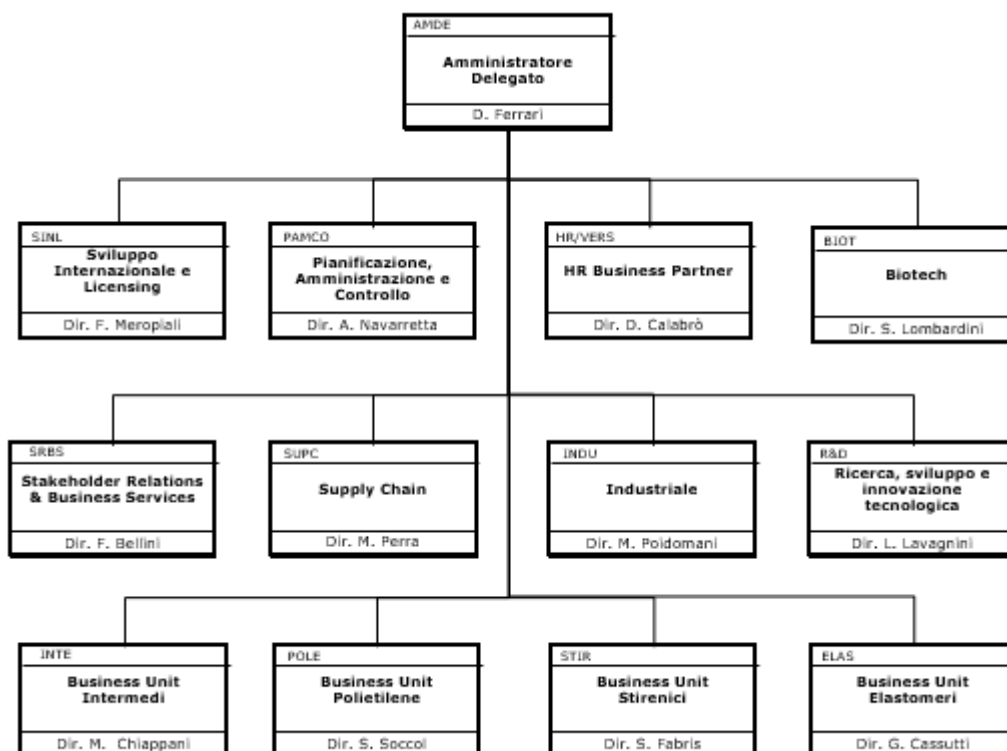 AMDE
Amministratore
Delegato
D. Ferrari
SINL
Sviluppo
Internazionale e
Licensing
Dir. F. Meropiali
PAMCO
Pianificazione,
Amministrazione e
Controllo
Dir. A. Navarretta
HR/VERS
HR Business Partner
Dir. D. Calabrò
BIOT
Biotech
Dir. S. Lombardini
SRBS
Stakeholder Relations
& Business Services
Dir. F. Bellini
SUPC
Supply Chain
Dir. M. Perra
INDU
Industriale
Dir. M. Poidomani
R&D
Ricerca, sviluppo e
innovazione
tecnologica
Dir. L. Lavagnini
INTE
Business Unit
Intermedi
Dir. M. Chiappani
POLE
Business Unit
Polietilene
Dir. S. Soccol
STIR
Business Unit
Stirenici
Dir. S. Fabris
ELAS
Business Unit
Elastomeri
Dir. G. Cassutti